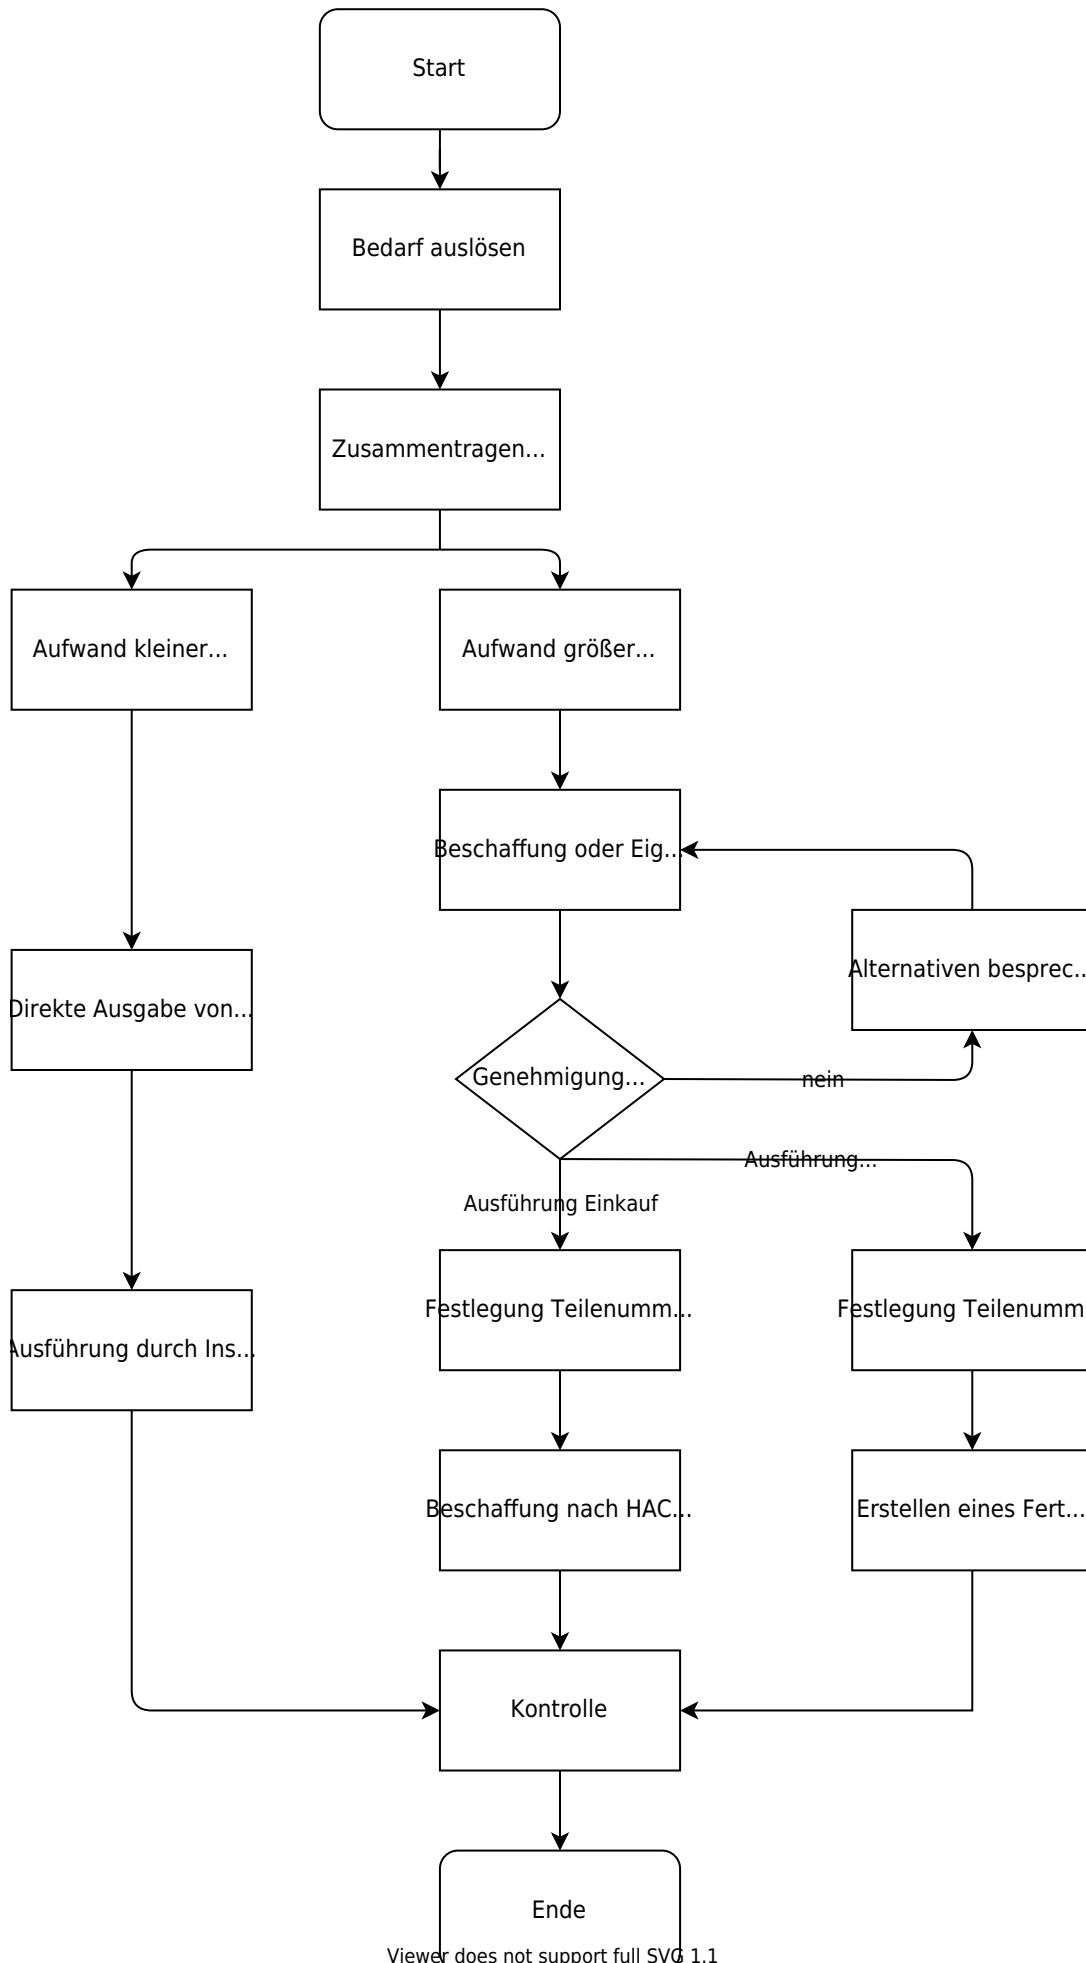 Start
Bedarf auslösen
Zusammentragen...
Aufwand kleiner...
Aufwand größer...
Beschaffung oder Eig...
Alternativen besprec...
Direkte Ausgabe von...
Genehmigung...
nein
Ausführung...
Ausführung Einkauf
Festlegung Teilenumm...
Festlegung Teilenumm
Ausführung durch Ins...
Beschaffung nach HAC...
Erstellen eines Fert...
Kontrolle
Ende
Viewer does not support full SVG 1.1